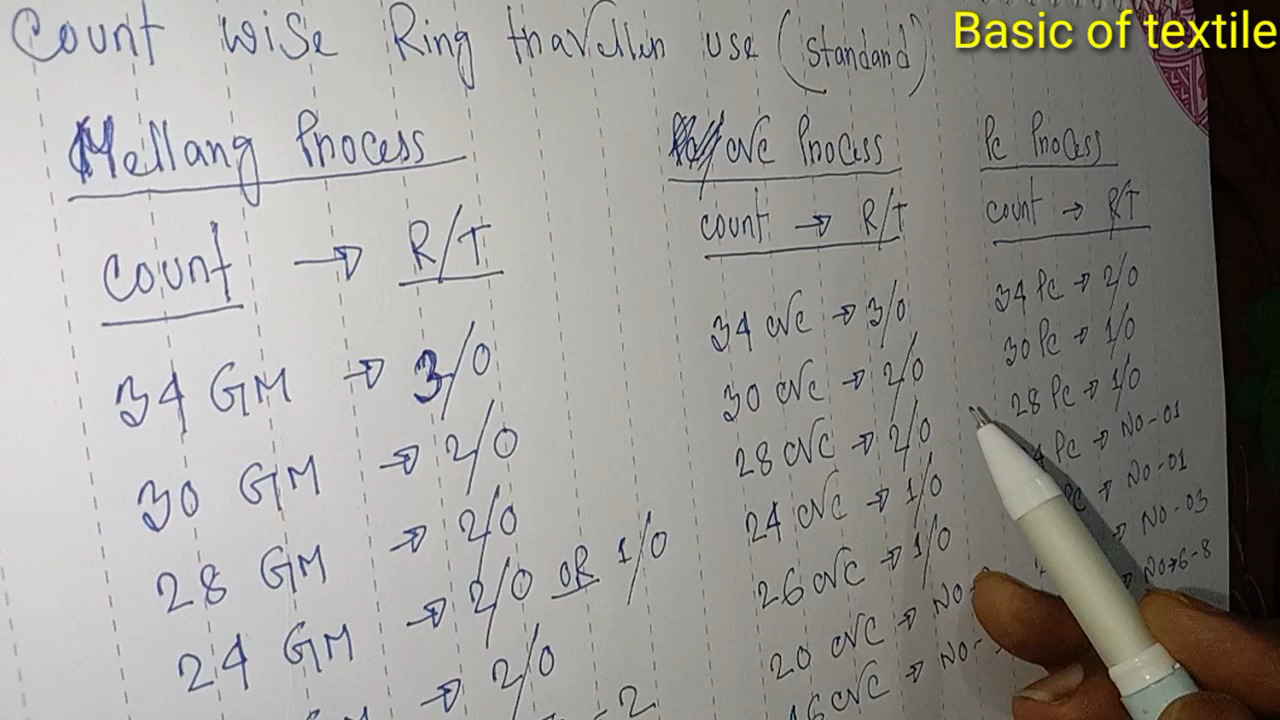 Basic of textile
Count wise Ring traveller use (Standard)
Mellang Process
Count → R/T
34 GM → 3/0
30 GM → 2/0
28 GM → 2/0
24 GM → 2/0 OR 1/0
→ 2/0
2
CVC Process
Count → R/T
34 CVC → 3/0
30 CVC → 2/0
28 CVC → 2/0
24 CVC → 1/0
26 CVC → 1/0
20 CVC → NO-
16 CVC → NO-
PC Process
Count → R/T
34 PC → 2/0
30 PC → 1/0
28 PC → 1/0
PC → NO-01
PC → NO-01
→ NO-03